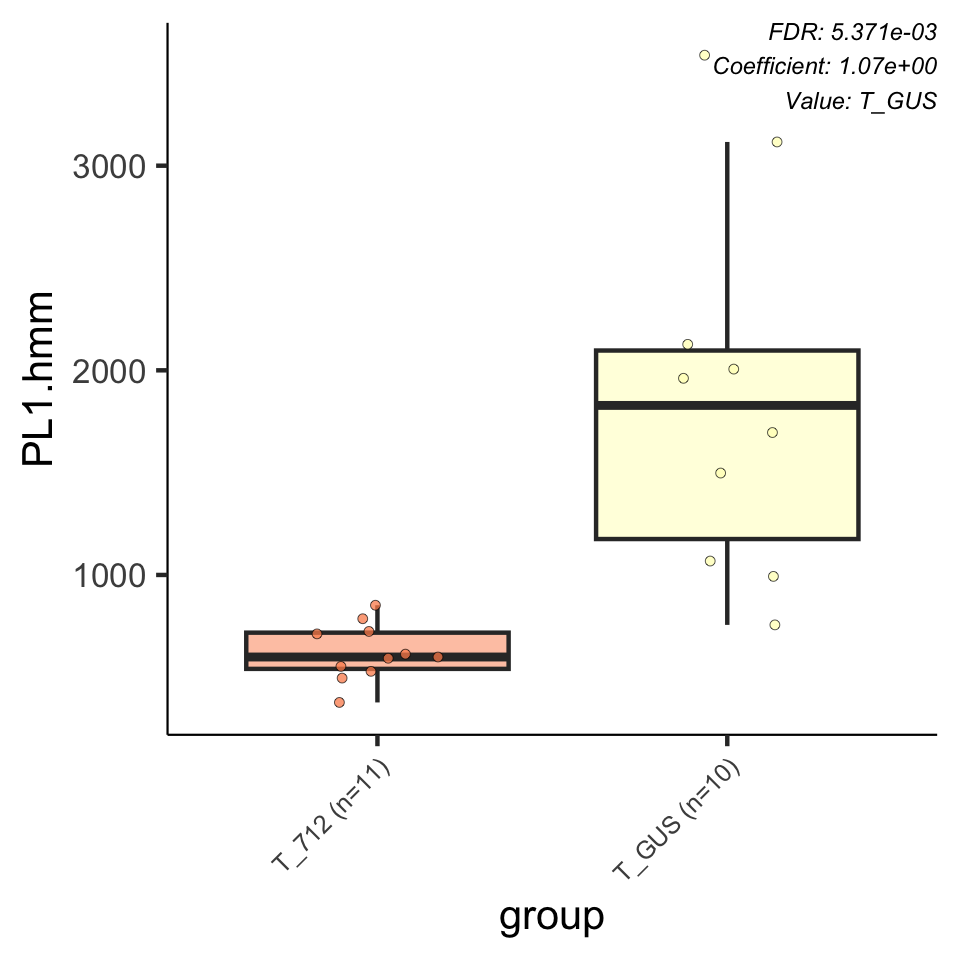 FDR: 5.371e-03
Coefficient: 1.07e+00
Value: T_GUS
PL1.hmm
3000
2000
1000
T_712 (n=11)
T_GUS (n=10)
group